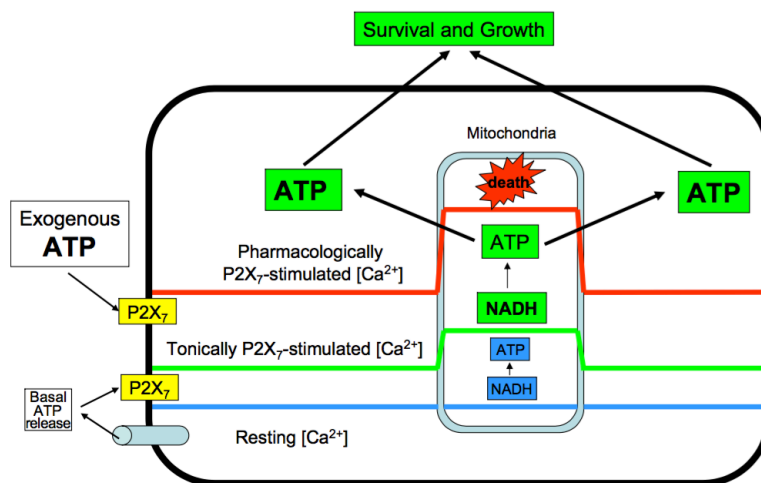 Survival and Growth
Mitochondria
death
ATP
ATP
Exogenous
ATP
Pharmacologically
P2X₇-stimulated [Ca²⁺]
ATP
P2X₇
NADH
Tonically P2X₇-stimulated [Ca²⁺]
ATP
P2X₇
NADH
Basal
ATP
release
Resting [Ca²⁺]